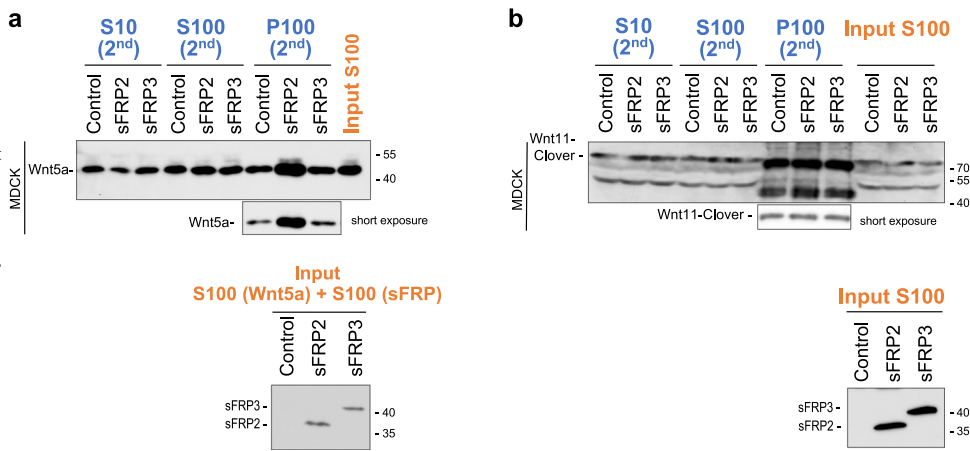 a
S10 S100 P100
(2nd) (2nd) (2nd)
Input S100
Control sFRP2 sFRP3 Control sFRP2 sFRP3 Control sFRP2 sFRP3
MDCK
Wnt5a-
- 55
- 40
Wnt5a-
short exposure
Input
S100 (Wnt5a) + S100 (sFRP)
Control sFRP2 sFRP3
sFRP3 -
sFRP2 -
- 40
- 35
b
S10 S100 P100 Input S100
(2nd) (2nd) (2nd)
Control sFRP2 sFRP3 Control sFRP2 sFRP3 Control sFRP2 sFRP3 Control sFRP2 sFRP3
MDCK
Wnt11-
Clover -
- 70
- 55
- 40
Wnt11-Clover -
short exposure
Input S100
Control sFRP2 sFRP3
sFRP3 -
sFRP2 -
- 40
- 35